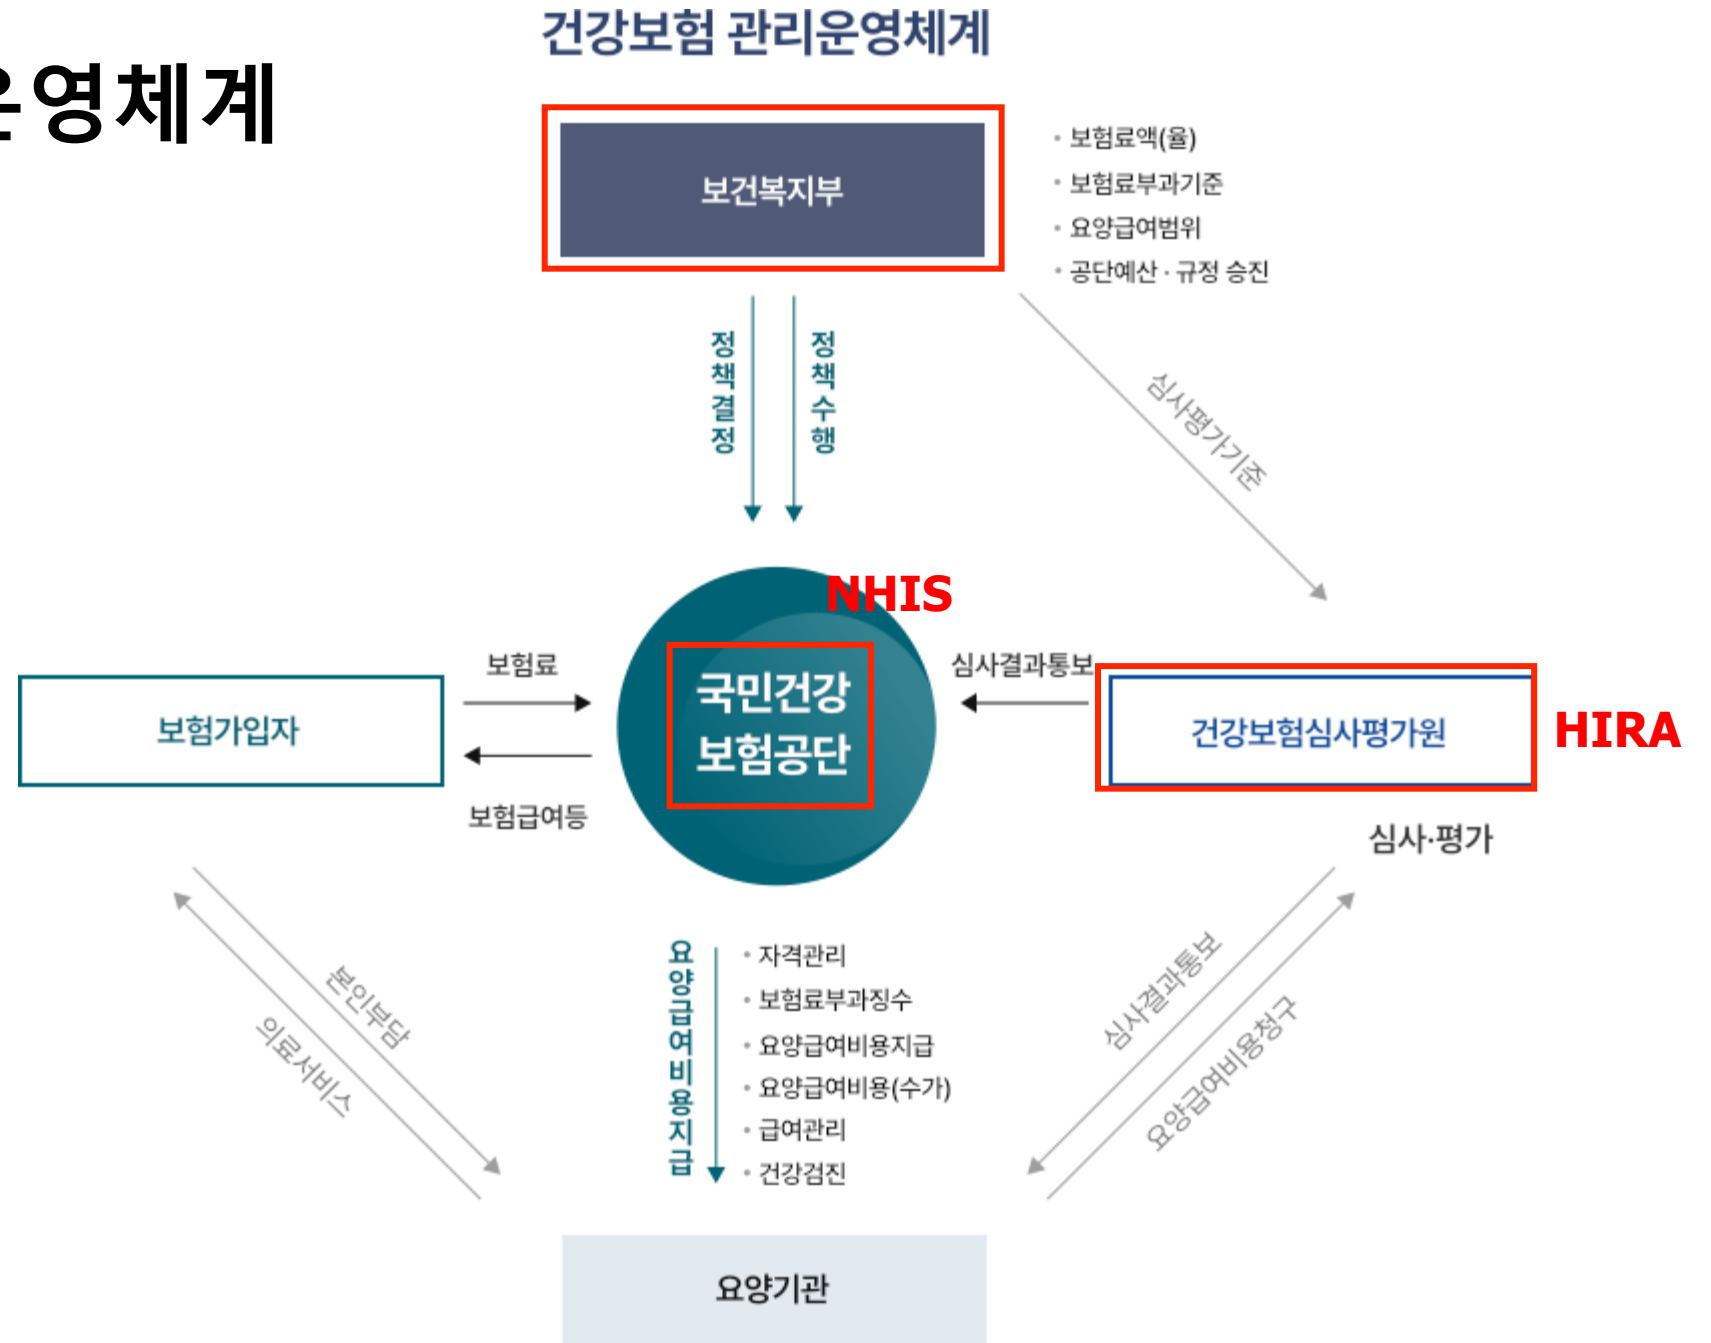 건강보험 관리운영체계
운영체계
보건복지부
· 보험료액(율)
· 보험료부과기준
· 요양급여범위
· 공단예산 · 규정 승진
정책결정
정책수행
심사평가기준
NHIS
국민건강
보험공단
보험료
보험급여등
보험가입자
심사결과통보
건강보험심사평가원
HIRA
심사·평가
본인부담
의료서비스
요양급여비용지급
· 자격관리
· 보험료부과징수
· 요양급여비용지급
· 요양급여비용(수가)
· 급여관리
· 건강검진
심사결과통보
요양급여비용청구
요양기관